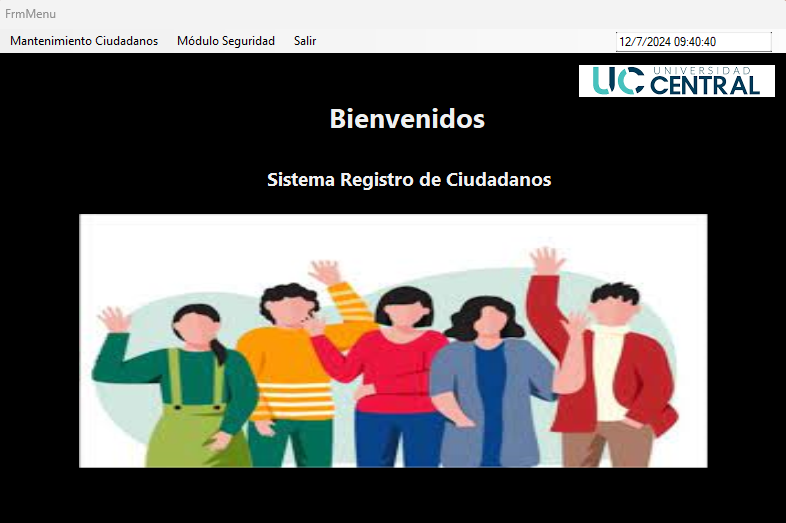 FrmMenu
Mantenimiento Ciudadanos Módulo Seguridad Salir 12/7/2024 09:40:40
UC UNIVERSIDAD
CENTRAL
Bienvenidos
Sistema Registro de Ciudadanos